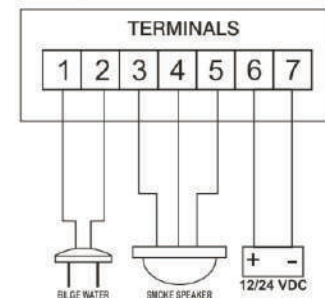 TERMINALS
1 2 3 4 5 6 7
+ -
12/24 VDC
BILGE WATER SMOKE SPEAKER